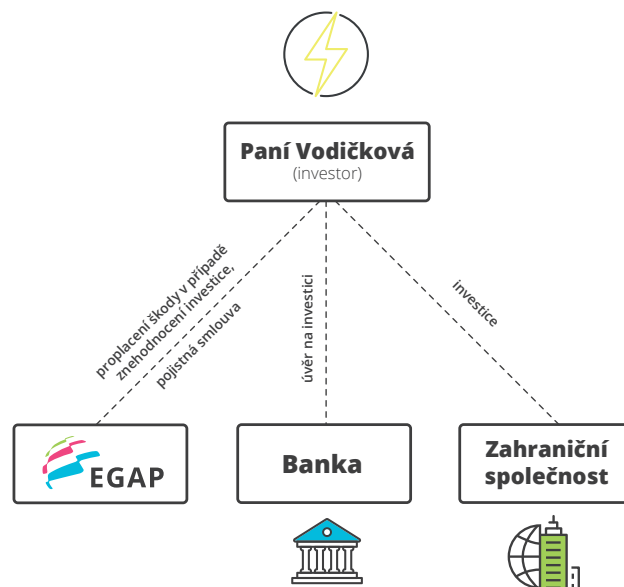 Paní Vodičková
(investor)
proplacení škody v případě
znehodnocení investice,
pojistná smlouva
úvěr na investici
investice
EGAP
Banka
Zahraniční
společnost